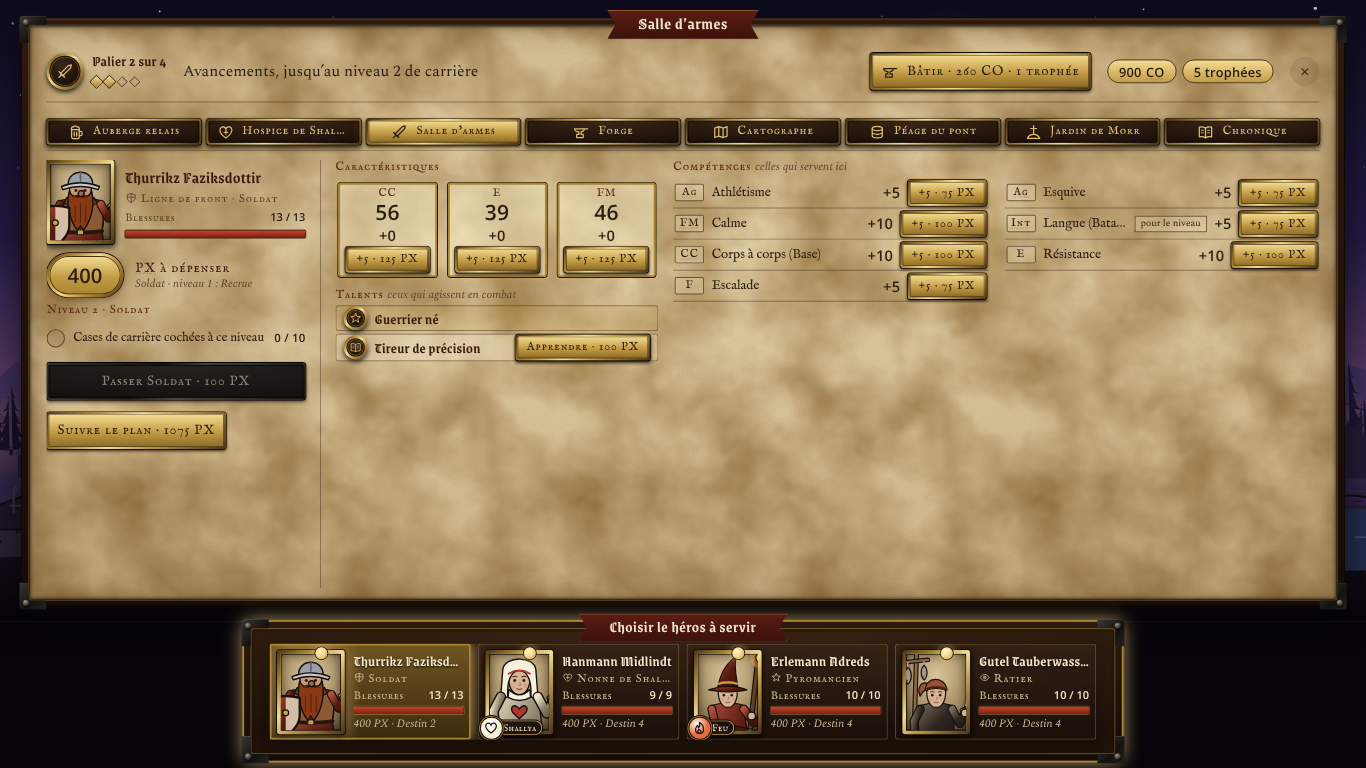 Salle d'armes
Palier 2 sur 4
Avancements, jusqu'au niveau 2 de carrière
Bâtir · 260 CO · 1 trophée
900 CO
5 trophées
×
Auberge relais
Hospice de Shal...
Salle d'armes
Forge
Cartographe
Péage du pont
Jardin de Morr
Chronique
Thurrikz Faziksdottir
Ligne de front · Soldat
Blessures 13 / 13
400
PX à dépenser
Soldat · niveau 1 : Recrue
Niveau 2 · Soldat
Cases de carrière cochées à ce niveau 0 / 10
Passer Soldat · 100 PX
Suivre le plan · 1075 PX
Caractéristiques
CC
56
+0
+5 · 125 PX
E
39
+0
+5 · 125 PX
FM
46
+0
+5 · 125 PX
Talents ceux qui agissent en combat
Guerrier né
Tireur de précision Apprendre · 100 PX
Compétences celles qui servent ici
Ag Athlétisme +5 +5 · 75 PX
FM Calme +10 +5 · 100 PX
CC Corps à corps (Base) +10 +5 · 100 PX
F Escalade +5 +5 · 75 PX
Ag Esquive +5 +5 · 75 PX
Int Langue (Bata... pour le niveau +5 +5 · 75 PX
E Résistance +10 +5 · 100 PX
Choisir le héros à servir
Thurrikz Faziksd...
Soldat
Blessures 13 / 13
400 PX · Destin 2
Hanmann Midlindt
Nonne de Shal...
Blessures 9 / 9
400 PX · Destin 4
Shallya
Erlemann Adreds
Pyromancien
Blessures 10 / 10
400 PX · Destin 4
Feu
Gutel Tauberwass...
Ratier
Blessures 10 / 10
400 PX · Destin 4